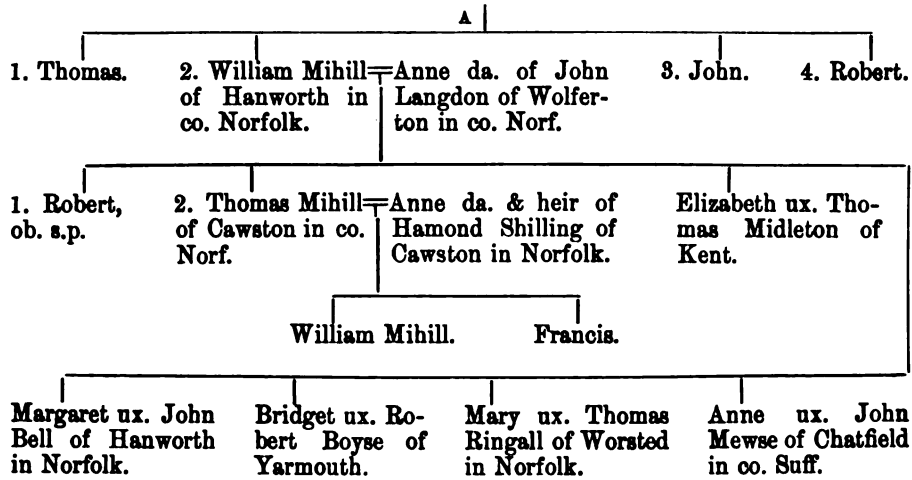 A
1. Thomas.
2. William Mihill
of Hanworth in
co. Norfolk.
Anne da. of John
Langdon of Wolfer-
ton in co. Norf.
3. John.
4. Robert.
1. Robert,
ob. s.p.
2. Thomas Mihill
of Cawston in co.
Norf.
Anne da. & heir of
Hamond Shilling of
Cawston in Norfolk.
Elizabeth ux. Tho-
mas Midleton of
Kent.
William Mihill.
Francis.
Margaret ux. John
Bell of Hanworth
in Norfolk.
Bridget ux. Ro-
bert Boyse of
Yarmouth.
Mary ux. Thomas
Ringall of Worsted
in Norfolk.
Anne ux. John
Mewse of Chatfield
in co. Suff.